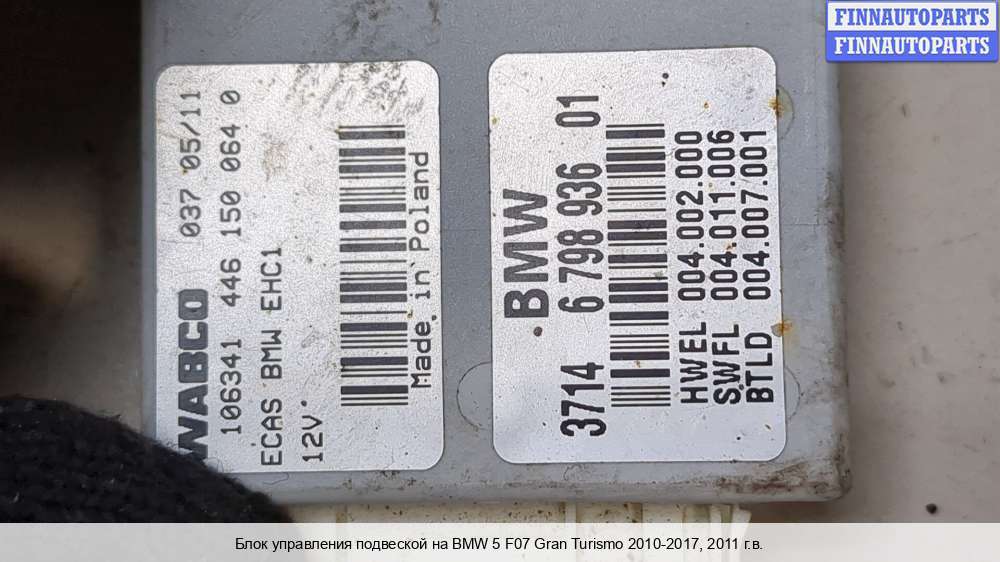 FINNAUTOPARTS
FINNAUTOPARTS
WABCO 037 05/11
106341 446 150 064 0
ECAS BMW EHC1
12V
Made in Poland
BMW
3714 6 798 936 01
HWEL 004.002.000
SWFL 004.011.006
BTLD 004.007.001
Блок управления подвеской на BMW 5 F07 Gran Turismo 2010-2017, 2011 г.в.